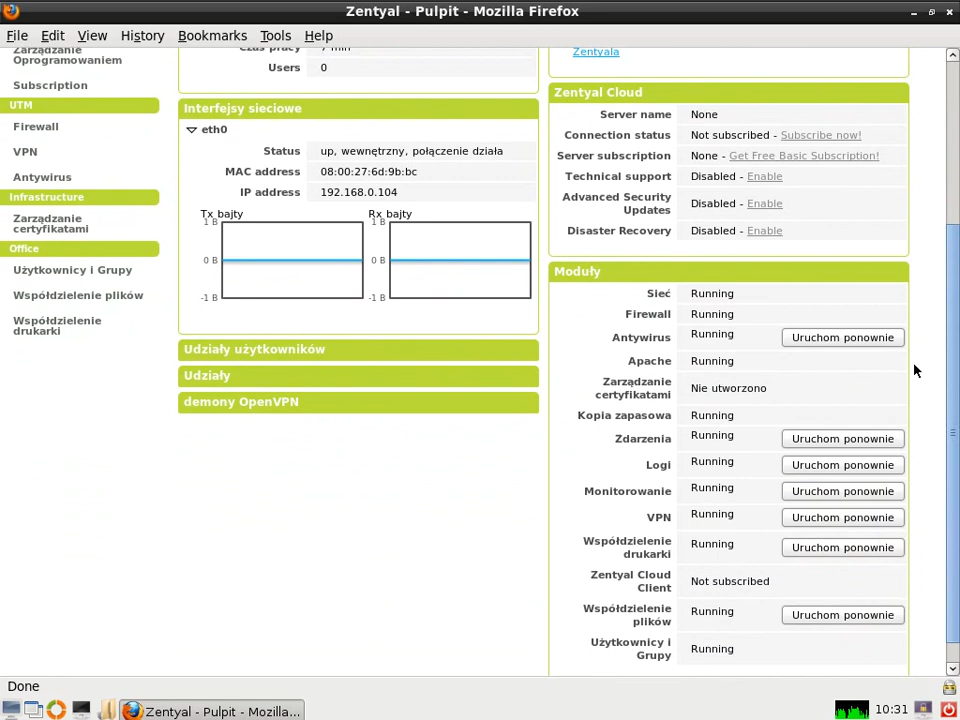 Zentyal - Pulpit - Mozilla Firefox
File Edit View History Bookmarks Tools Help
Zarządzanie
Oprogramowaniem
Subscription
UTM
Firewall
VPN
Antywirus
Infrastructure
Zarządzanie
certyfikatami
Office
Użytkownicy i Grupy
Współdzielenie plików
Współdzielenie
drukarki
Czas pracy 7 min
Users 0
Interfejsy sieciowe
eth0
Status up, wewnętrzny, połączenie działa
MAC address 08:00:27:6d:9b:bc
IP address 192.168.0.104
Tx bajty Rx bajty
1 B 1 B
0 B 0 B
-1 B -1 B
Udziały użytkowników
Udziały
demony OpenVPN
Zentyala
Zentyal Cloud
Server name None
Connection status Not subscribed - Subscribe now!
Server subscription None - Get Free Basic Subscription!
Technical support Disabled - Enable
Advanced Security
Updates Disabled - Enable
Disaster Recovery Disabled - Enable
Moduły
Sieć Running
Firewall Running
Antywirus Running Uruchom ponownie
Apache Running
Zarządzanie
certyfikatami Nie utworzono
Kopia zapasowa Running
Zdarzenia Running Uruchom ponownie
Logi Running Uruchom ponownie
Monitorowanie Running Uruchom ponownie
VPN Running Uruchom ponownie
Współdzielenie
drukarki Running Uruchom ponownie
Zentyal Cloud
Client Not subscribed
Współdzielenie
plików Running Uruchom ponownie
Użytkownicy i
Grupy Running
Done
Zentyal - Pulpit - Mozilla...
10:31